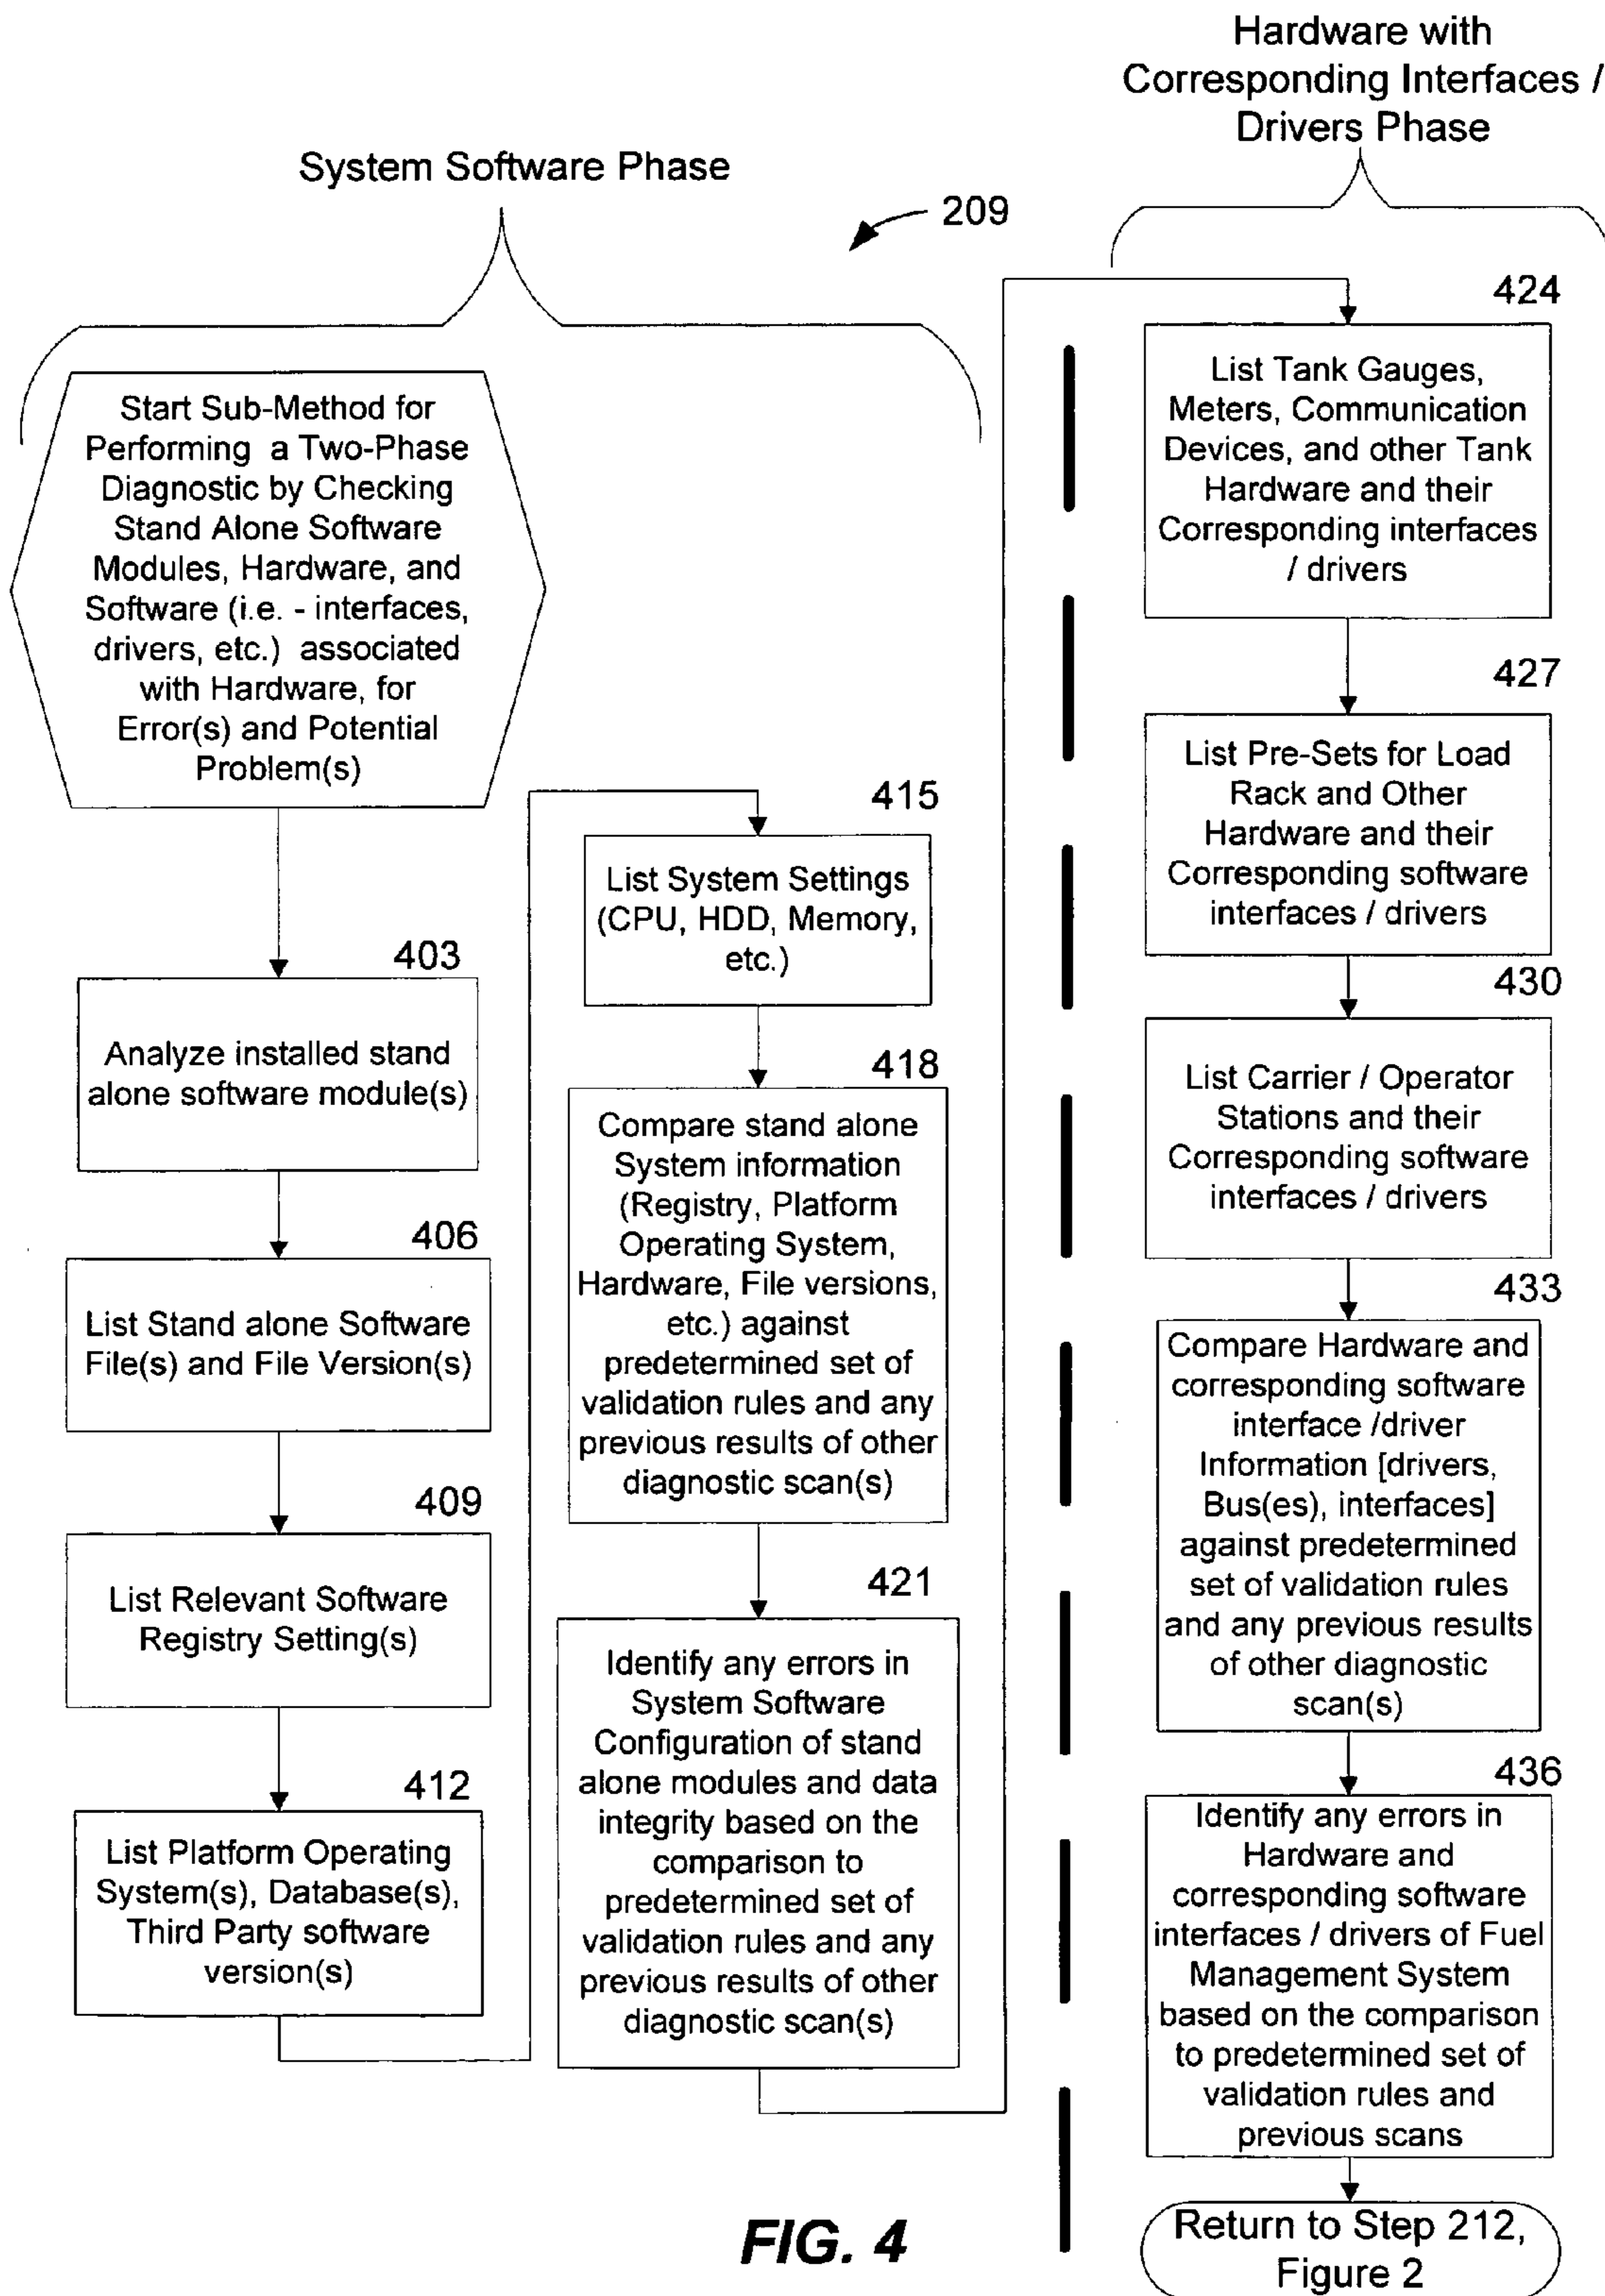 System Software Phase
209
Start Sub-Method for
Performing a Two-Phase
Diagnostic by Checking
Stand Alone Software
Modules, Hardware, and
Software (i.e. - interfaces,
drivers, etc.) associated
with Hardware, for
Error(s) and Potential
Problem(s)
403
Analyze installed stand
alone software module(s)
406
List Stand alone Software
File(s) and File Version(s)
409
List Relevant Software
Registry Setting(s)
412
List Platform Operating
System(s), Database(s),
Third Party software
version(s)
415
List System Settings
(CPU, HDD, Memory,
etc.)
418
Compare stand alone
System information
(Registry, Platform
Operating System,
Hardware, File versions,
etc.) against
predetermined set of
validation rules and any
previous results of other
diagnostic scan(s)
421
Identify any errors in
System Software
Configuration of stand
alone modules and data
integrity based on the
comparison to
predetermined set of
validation rules and any
previous results of other
diagnostic scan(s)
Hardware with
Corresponding Interfaces /
Drivers Phase
424
List Tank Gauges,
Meters, Communication
Devices, and other Tank
Hardware and their
Corresponding interfaces
/ drivers
427
List Pre-Sets for Load
Rack and Other
Hardware and their
Corresponding software
interfaces / drivers
430
List Carrier / Operator
Stations and their
Corresponding software
interfaces / drivers
433
Compare Hardware and
corresponding software
interface /driver
Information [drivers,
Bus(es), interfaces]
against predetermined
set of validation rules
and any previous results
of other diagnostic
scan(s)
436
Identify any errors in
Hardware and
corresponding software
interfaces / drivers of Fuel
Management System
based on the comparison
to predetermined set of
validation rules and
previous scans
Return to Step 212,
Figure 2
FIG. 4